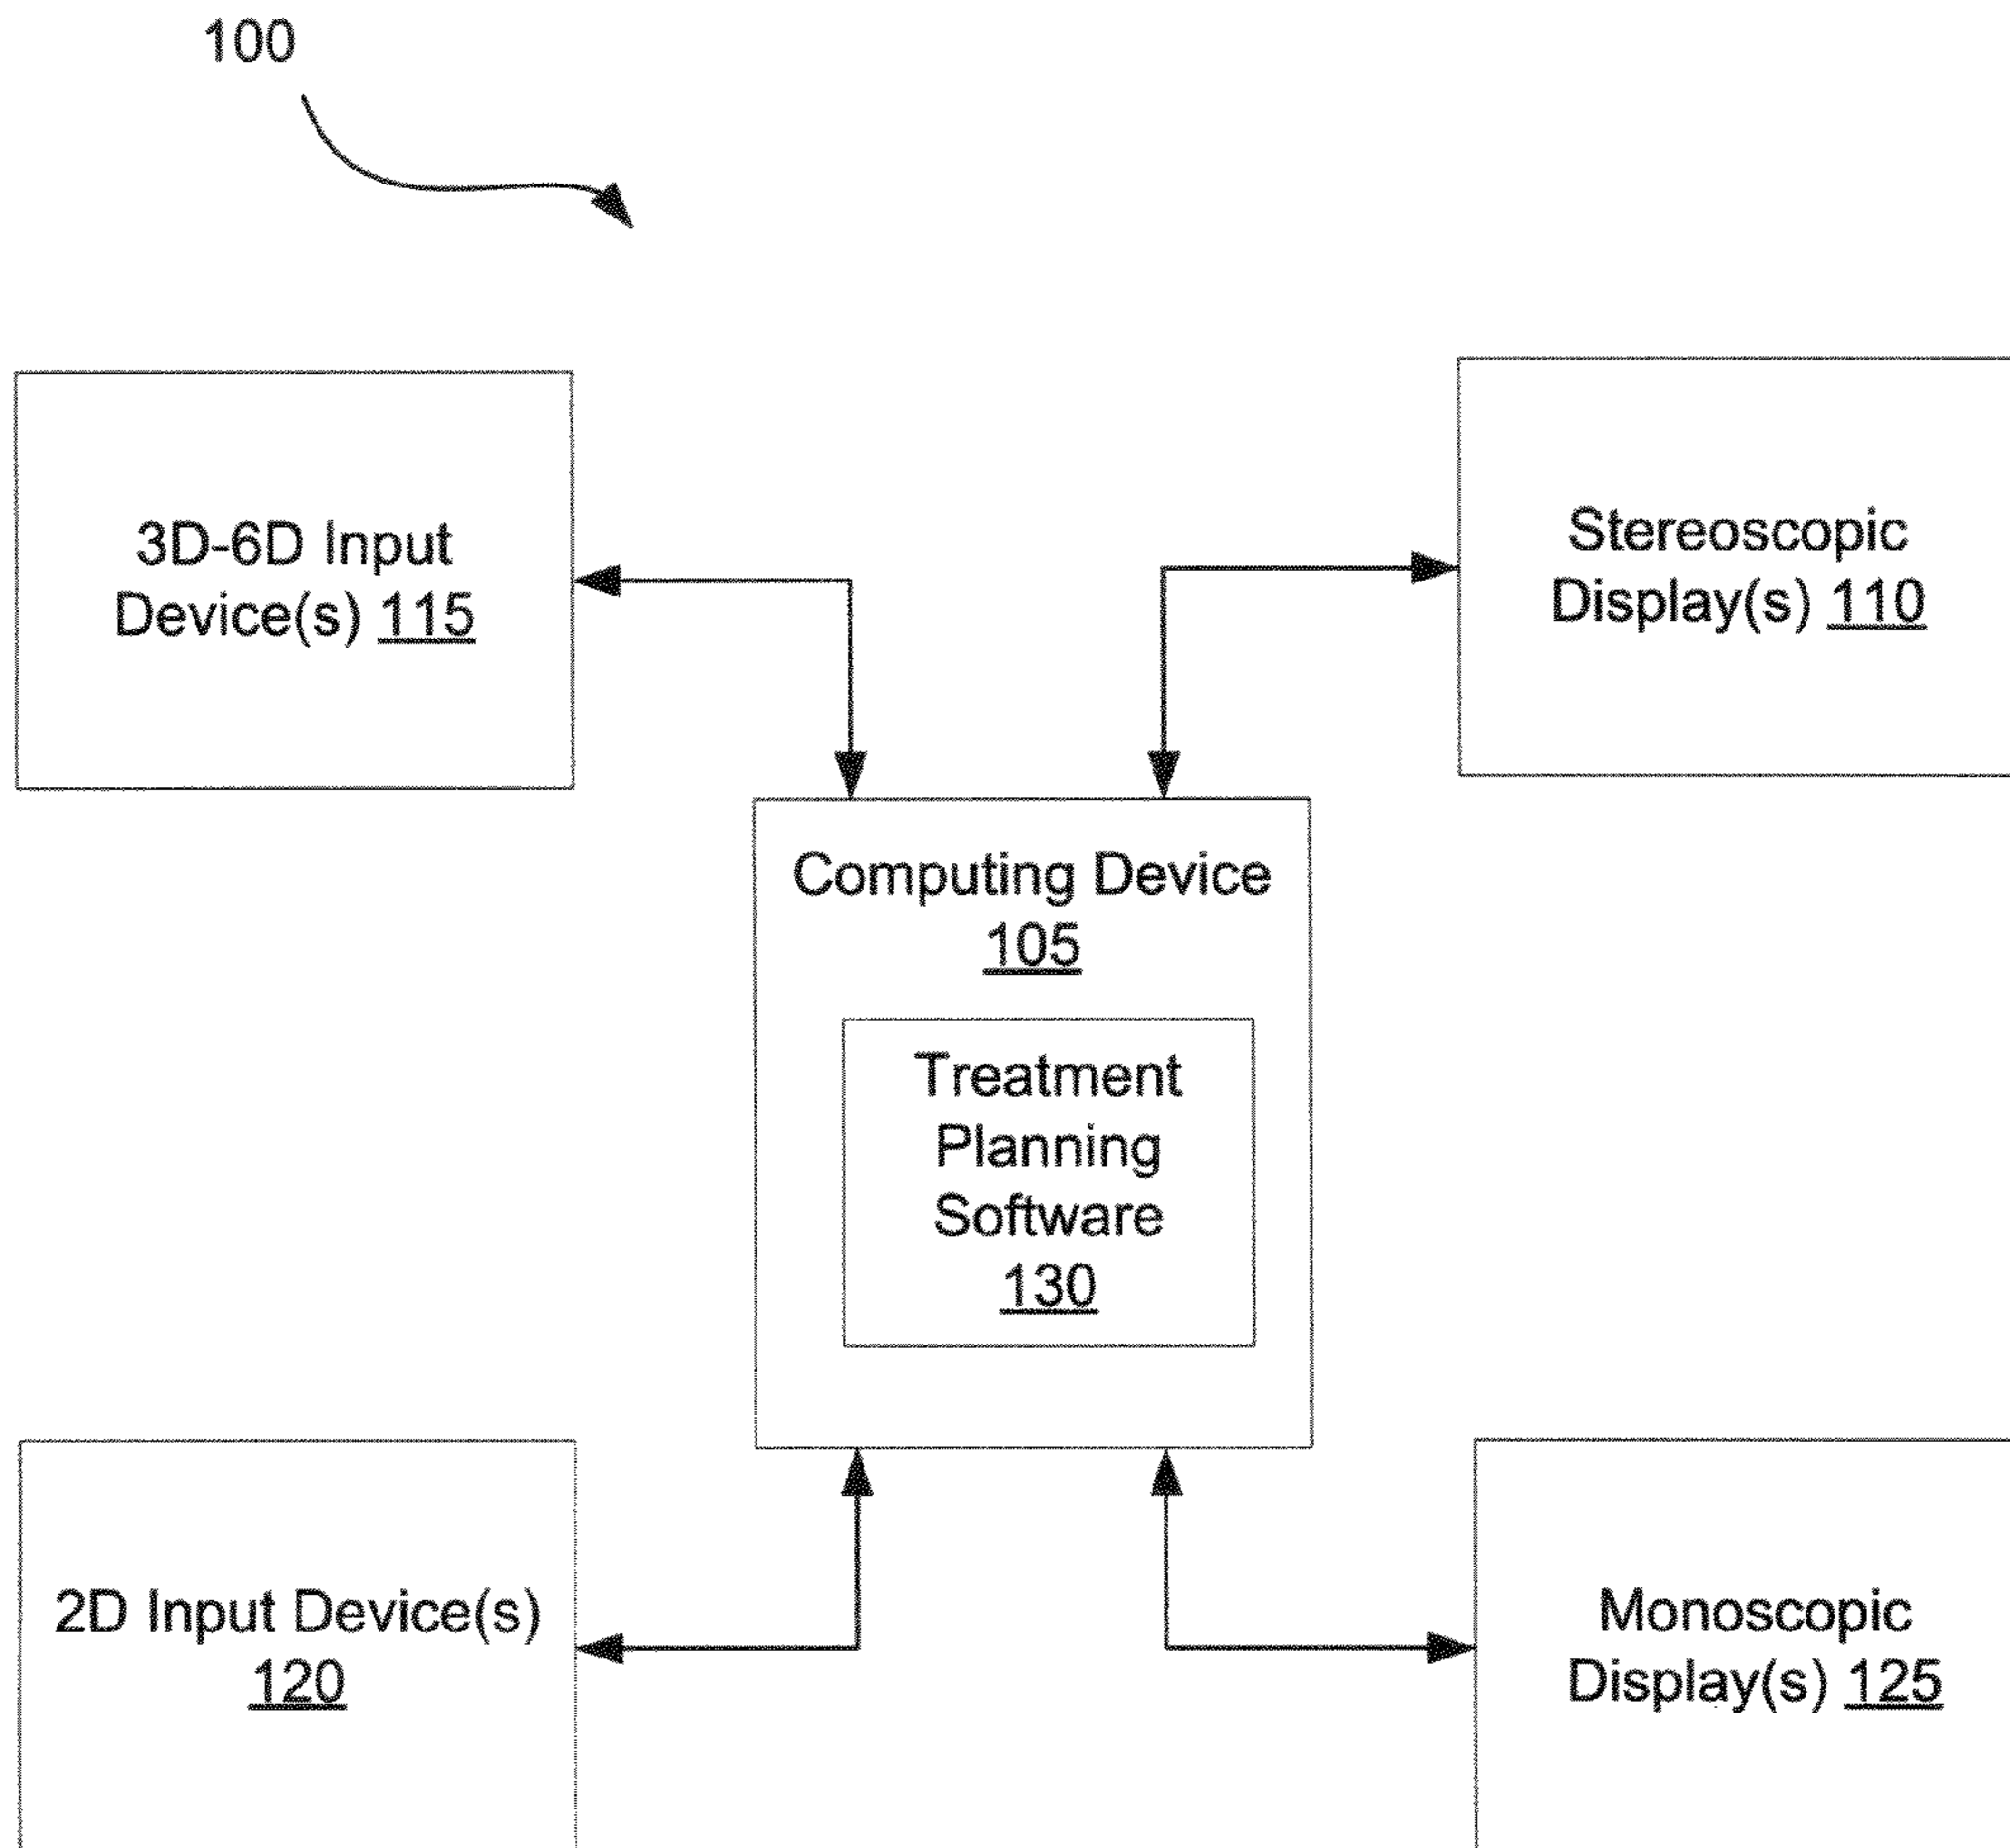 100
3D-6D Input
Device(s) 115
Stereoscopic
Display(s) 110
Computing Device
105
Treatment
Planning
Software
130
2D Input Device(s)
120
Monoscopic
Display(s) 125